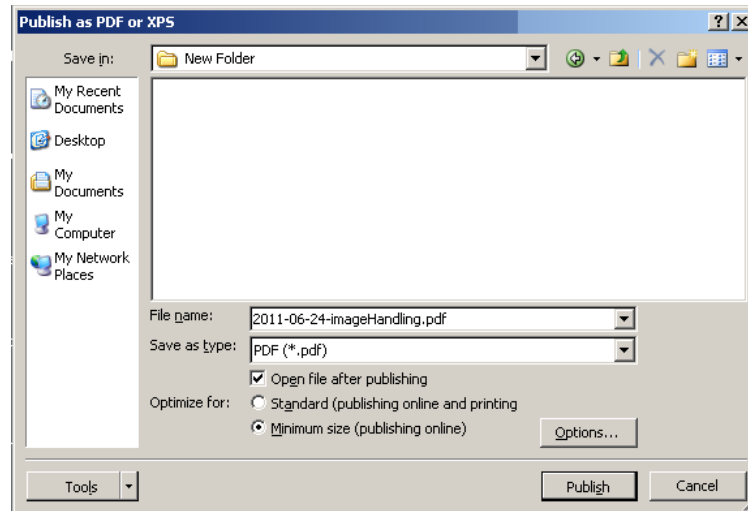 Publish as PDF or XPS
Save in:
New Folder
My Recent
Documents
Desktop
My
Documents
My
Computer
My Network
Places
File name:
2011-06-24-imageHandling.pdf
Save as type:
PDF (*.pdf)
Open file after publishing
Optimize for:
Standard (publishing online and printing
Minimum size (publishing online)
Options...
Tools
Publish
Cancel